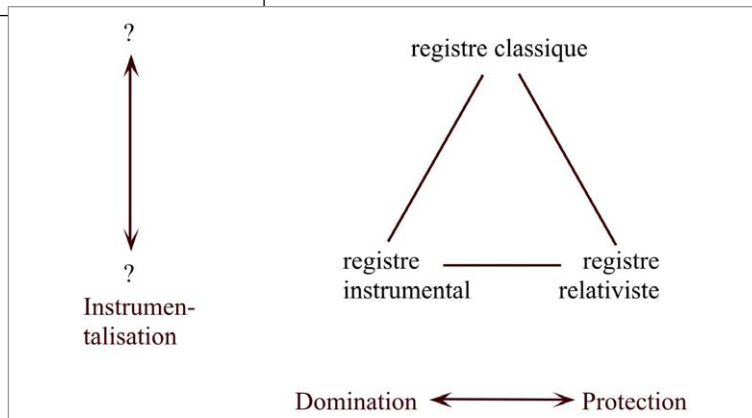 ?
registre classique
?
registre
instrumental
registre
relativiste
Instrumen-
talisation
Domination
Protection